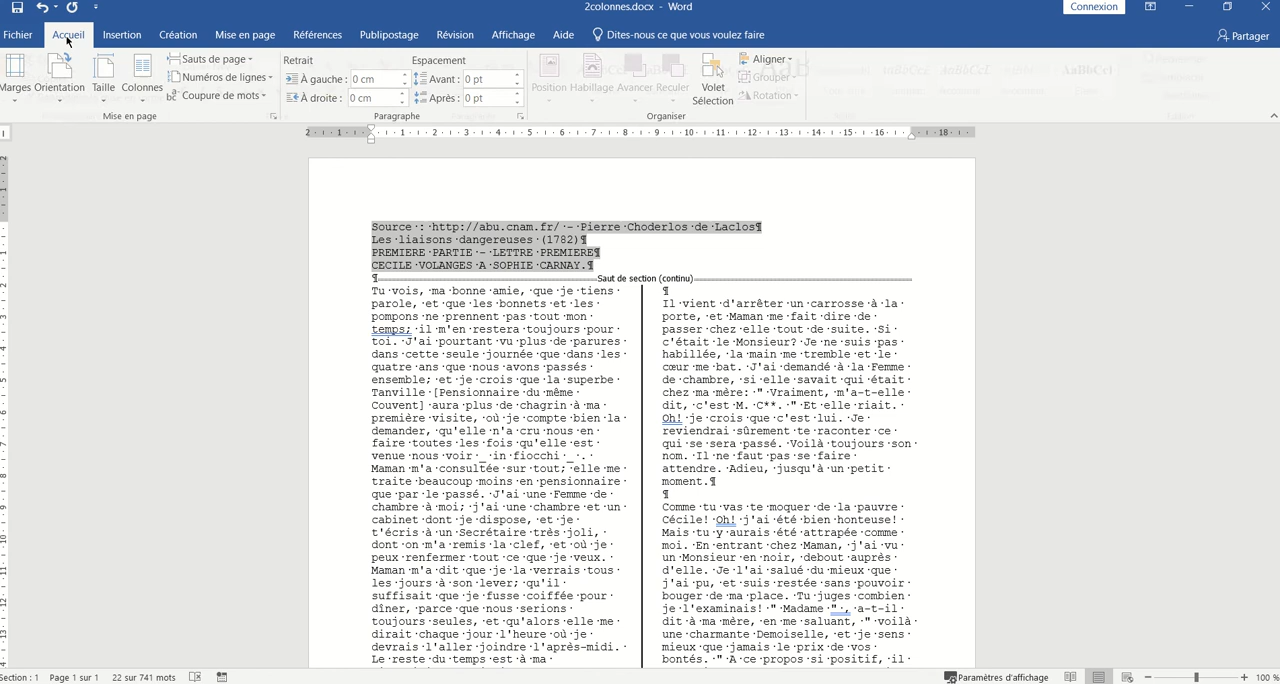 2colonnes.docx - Word
Connexion
Fichier Accueil Insertion Création Mise en page Références Publipostage Révision Affichage Aide Dites-nous ce que vous voulez faire Partager
Marges Orientation Taille Colonnes
Sauts de page
Numéros de lignes
Coupure de mots
Mise en page
Retrait Espacement
À gauche : 0 cm Avant : 0 pt
À droite : 0 cm Après : 0 pt
Paragraphe
Position Habillage Avancer Reculer Volet Sélection
Aligner
Grouper
Rotation
Organiser
2 1 1 2 3 4 5 6 7 8 9 10 11 12 13 14 15 16 18
Source : http://abu.cnam.fr/ - Pierre Choderlos de Laclos¶
Les liaisons dangereuses (1782)¶
PREMIERE PARTIE - LETTRE PREMIERE¶
CECILE VOLANGES A SOPHIE CARNAY.¶
¶ Saut de section (continu)
Tu vois, ma bonne amie, que je tiens
parole, et que les bonnets et les
pompons ne prennent pas tout mon
temps; il m'en restera toujours pour
toi. J'ai pourtant vu plus de parures
dans cette seule journée que dans les
quatre ans que nous avons passés
ensemble; et je crois que la superbe
Tanville [Pensionnaire du même
Couvent] aura plus de chagrin à ma
première visite, où je compte bien la
demander, qu'elle n'a cru nous en
faire toutes les fois qu'elle est
venue nous voir _ in fiocchi _ .
Maman m'a consultée sur tout; elle me
traite beaucoup moins en pensionnaire
que par le passé. J'ai une Femme de
chambre à moi; j'ai une chambre et un
cabinet dont je dispose, et je
t'écris à un Secrétaire très joli,
dont on m'a remis la clef, et où je
peux renfermer tout ce que je veux.
Maman m'a dit que je la verrais tous
les jours à son lever; qu'il
suffisait que je fusse coiffée pour
dîner, parce que nous serions
toujours seules, et qu'alors elle me
dirait chaque jour l'heure où je
devrais l'aller joindre l'après-midi.
Le reste du temps est à ma
¶
Il vient d'arrêter un carrosse à la
porte, et Maman me fait dire de
passer chez elle tout de suite. Si
c'était le Monsieur? Je ne suis pas
habillée, la main me tremble et le
cœur me bat. J'ai demandé à la Femme
de chambre, si elle savait qui était
chez ma mère: " Vraiment, m'a-t-elle
dit, c'est M. C**. " Et elle riait.
Oh! je crois que c'est lui. Je
reviendrai sûrement te raconter ce
qui se sera passé. Voilà toujours son
nom. Il ne faut pas se faire
attendre. Adieu, jusqu'à un petit
moment.¶
¶
Comme tu vas te moquer de la pauvre
Cécile! Oh! j'ai été bien honteuse!
Mais tu y aurais été attrapée comme
moi. En entrant chez Maman, j'ai vu
un Monsieur en noir, debout auprès
d'elle. Je l'ai salué du mieux que
j'ai pu, et suis restée sans pouvoir
bouger de ma place. Tu juges combien
je l'examinais! " Madame " , a-t-il
dit à ma mère, en me saluant, " voilà
une charmante Demoiselle, et je sens
mieux que jamais le prix de vos
bontés. " A ce propos si positif, il
Section : 1 Page 1 sur 1 22 sur 741 mots Paramètres d'affichage 100 %